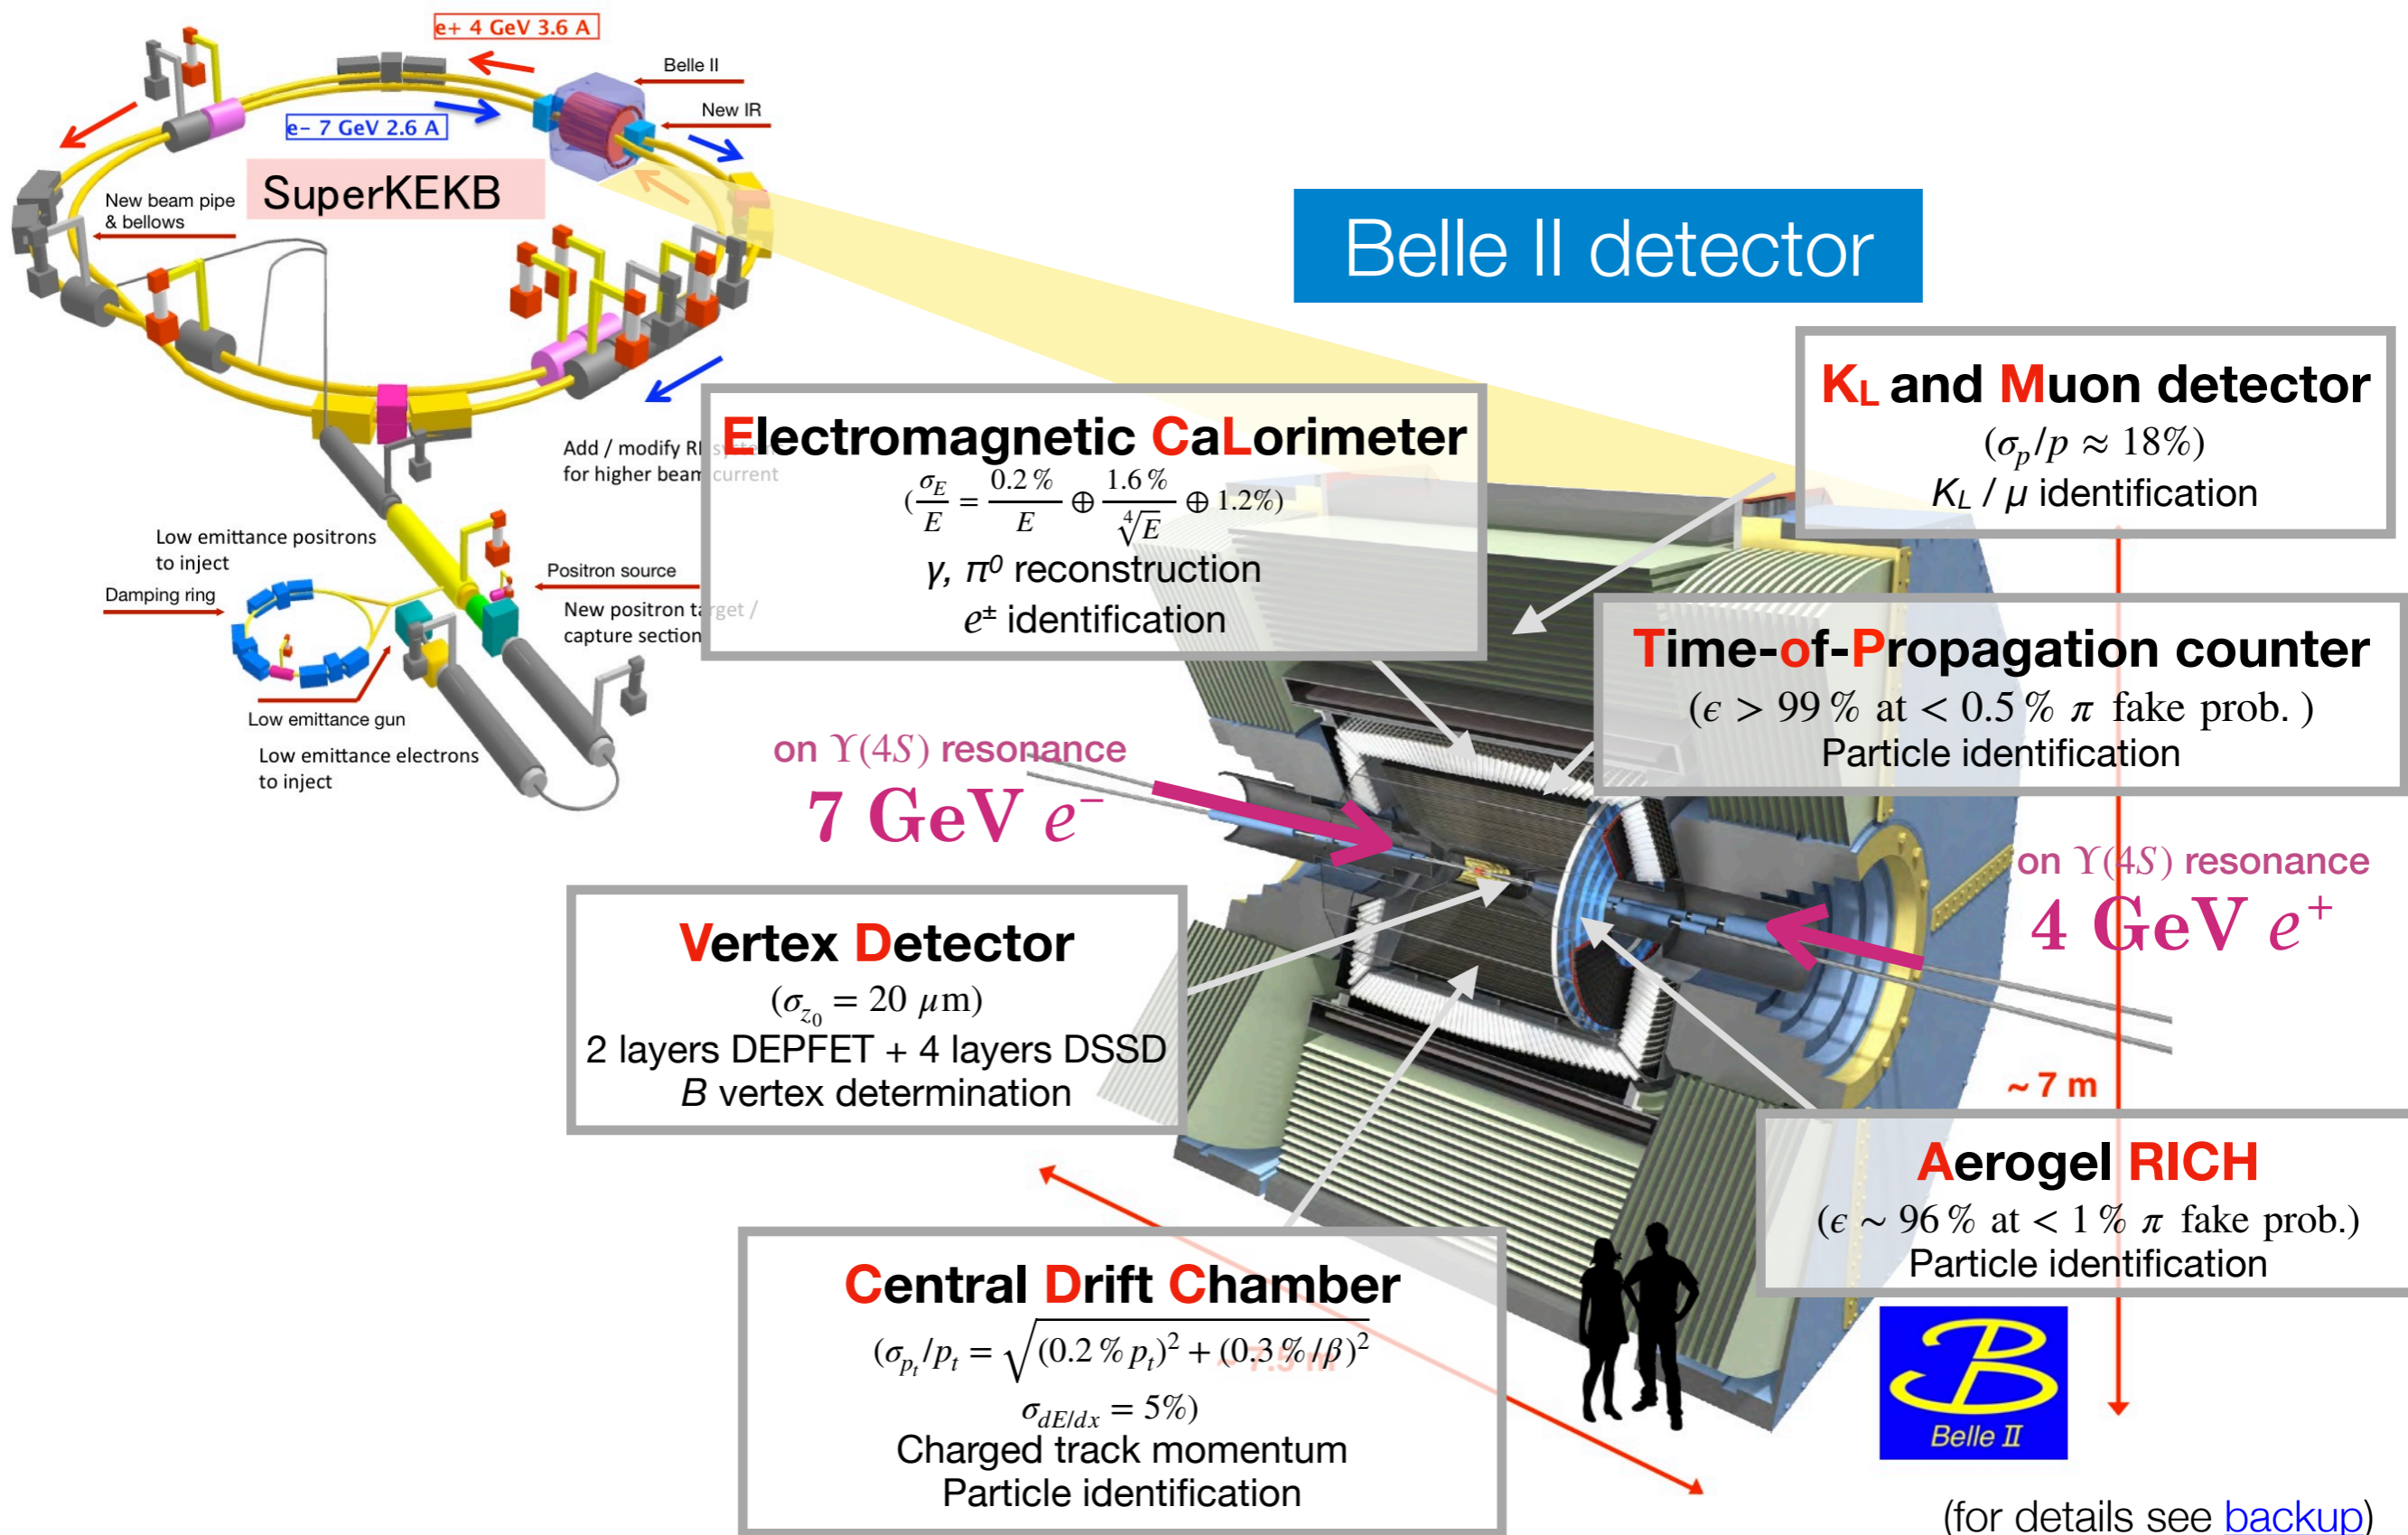 e+ 4 GeV 3.6 A
Belle II
New IR
e- 7 GeV 2.6 A
SuperKEKB
New beam pipe
& bellows
Belle II detector
KL and Muon detector
(σp/p ≈ 18%)
KL / μ identification
Electromagnetic CaLorimeter
(σE/E = 0.2 %/E ⊕ 1.6 %/∜E ⊕ 1.2%)
γ, π0 reconstruction
e± identification
Add / modify RF system
for higher beam current
Low emittance positrons
to inject
Damping ring
Positron source
New positron target /
capture section
Low emittance gun
Low emittance electrons
to inject
Time-of-Propagation counter
(ϵ > 99 % at < 0.5 % π fake prob. )
Particle identification
on Υ(4S) resonance
7 GeV e−
on Υ(4S) resonance
4 GeV e+
Vertex Detector
(σz0 = 20 μm)
2 layers DEPFET + 4 layers DSSD
B vertex determination
~ 7 m
Aerogel RICH
(ϵ ~ 96 % at < 1 % π fake prob.)
Particle identification
Central Drift Chamber
(σpt/pt = √(0.2 % pt)² + (0.3 %/β)²
~ 7.5 m
σdE/dx = 5%)
Charged track momentum
Particle identification
Belle II
(for details see backup)